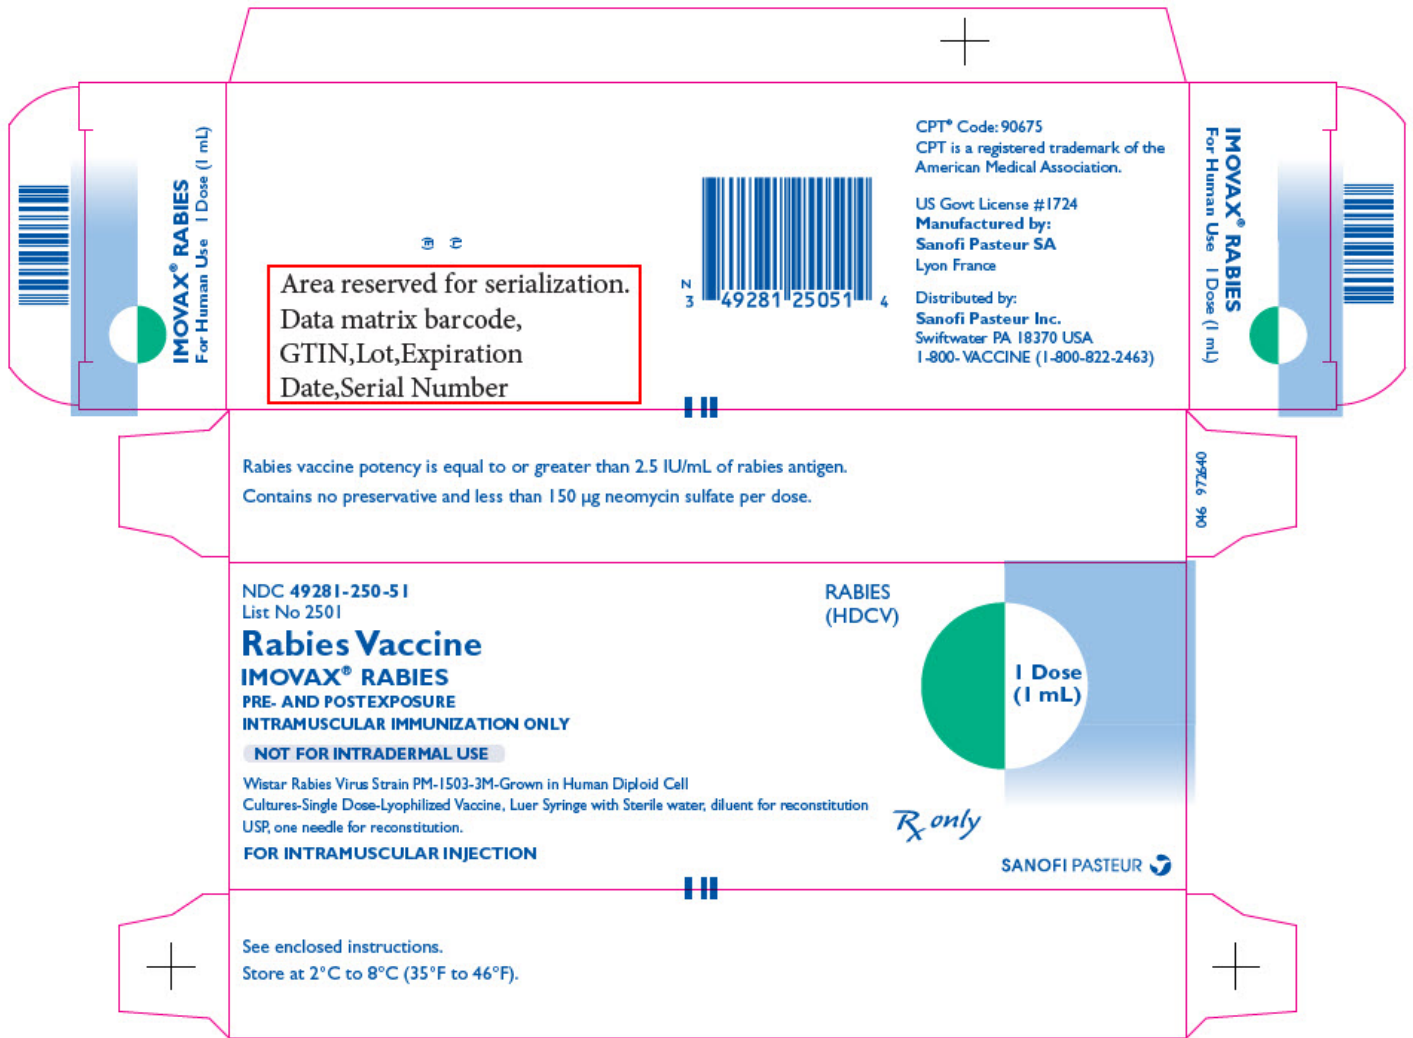 IMOVAX® RABIES
For Human Use 1 Dose (1 mL)
Area reserved for serialization.
Data matrix barcode,
GTIN,Lot,Expiration
Date,Serial Number
N
3 49281 25051 4
CPT® Code: 90675
CPT is a registered trademark of the
American Medical Association.
US Govt License #1724
Manufactured by:
Sanofi Pasteur SA
Lyon France
Distributed by:
Sanofi Pasteur Inc.
Swiftwater PA 18370 USA
1-800-VACCINE (1-800-822-2463)
IMOVAX® RABIES
For Human Use 1 Dose (1 mL)
Rabies vaccine potency is equal to or greater than 2.5 IU/mL of rabies antigen.
Contains no preservative and less than 150 µg neomycin sulfate per dose.
NDC 49281-250-51
List No 2501
Rabies Vaccine
IMOVAX® RABIES
PRE- AND POSTEXPOSURE
INTRAMUSCULAR IMMUNIZATION ONLY
NOT FOR INTRADERMAL USE
Wistar Rabies Virus Strain PM-1503-3M-Grown in Human Diploid Cell
Cultures-Single Dose-Lyophilized Vaccine, Luer Syringe with Sterile water, diluent for reconstitution
USP, one needle for reconstitution.
FOR INTRAMUSCULAR INJECTION
RABIES
(HDCV)
1 Dose
(1 mL)
Rx only
SANOFI PASTEUR
See enclosed instructions.
Store at 2°C to 8°C (35°F to 46°F).